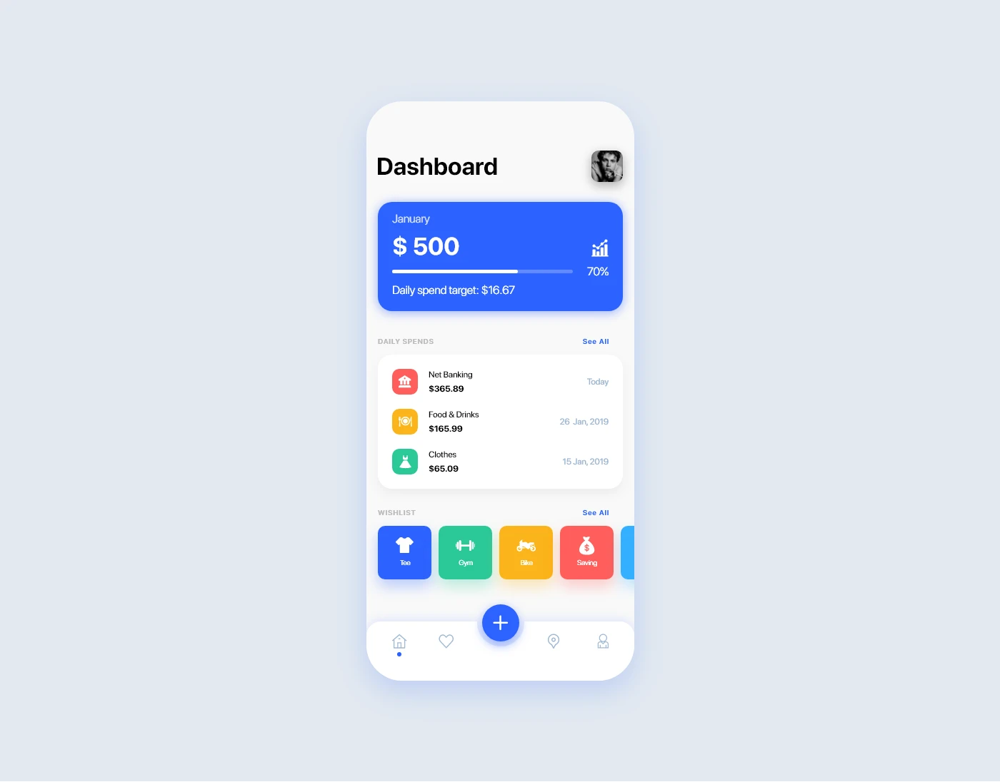 Dashboard
January
$ 500
70%
Daily spend target: $16.67
DAILY SPENDS
See All
Net Banking
$365.89
Today
Food & Drinks
$165.99
26 Jan, 2019
Clothes
$65.09
15 Jan, 2019
WISHLIST
See All
Tee
Gym
Bike
Saving